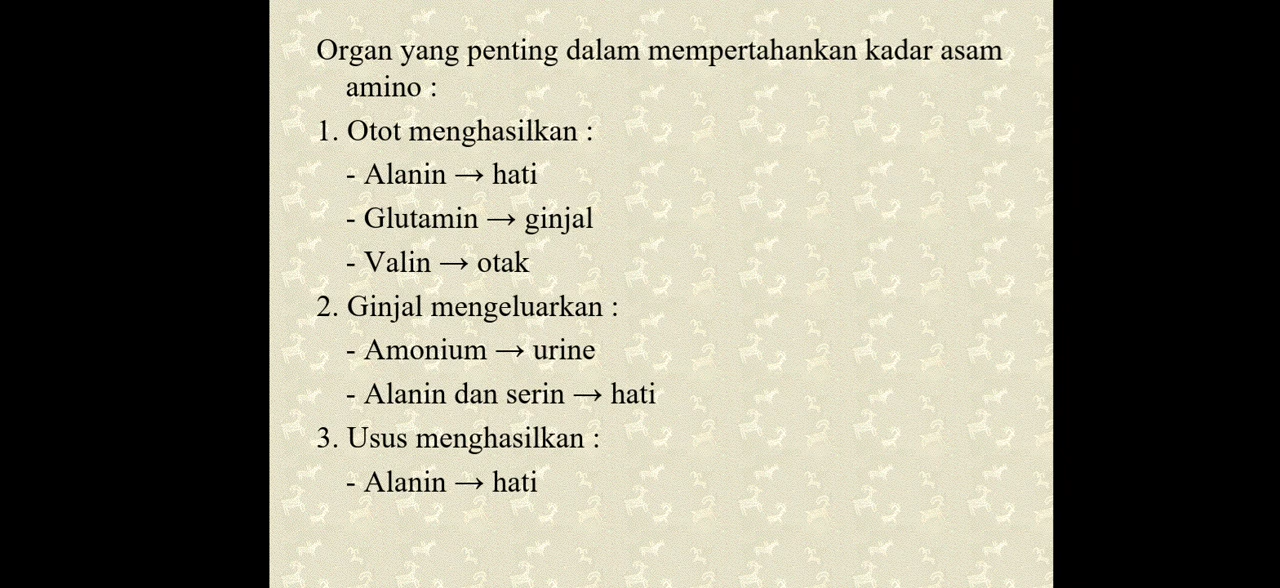 Organ yang penting dalam mempertahankan kadar asam
amino :
1. Otot menghasilkan :
- Alanin → hati
- Glutamin → ginjal
- Valin → otak
2. Ginjal mengeluarkan :
- Amonium → urine
- Alanin dan serin → hati
3. Usus menghasilkan :
- Alanin → hati